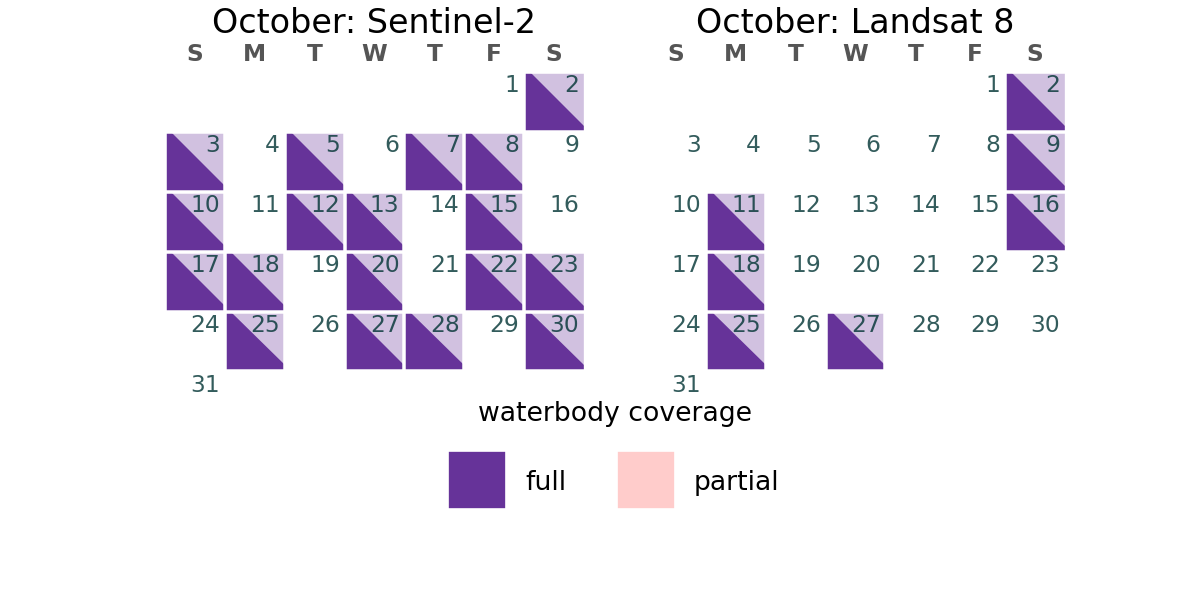 October: Sentinel-2
S M T W T F S
1 2
3 4 5 6 7 8 9
10 11 12 13 14 15 16
17 18 19 20 21 22 23
24 25 26 27 28 29 30
31
October: Landsat 8
S M T W T F S
1 2
3 4 5 6 7 8 9
10 11 12 13 14 15 16
17 18 19 20 21 22 23
24 25 26 27 28 29 30
31
waterbody coverage
full
partial